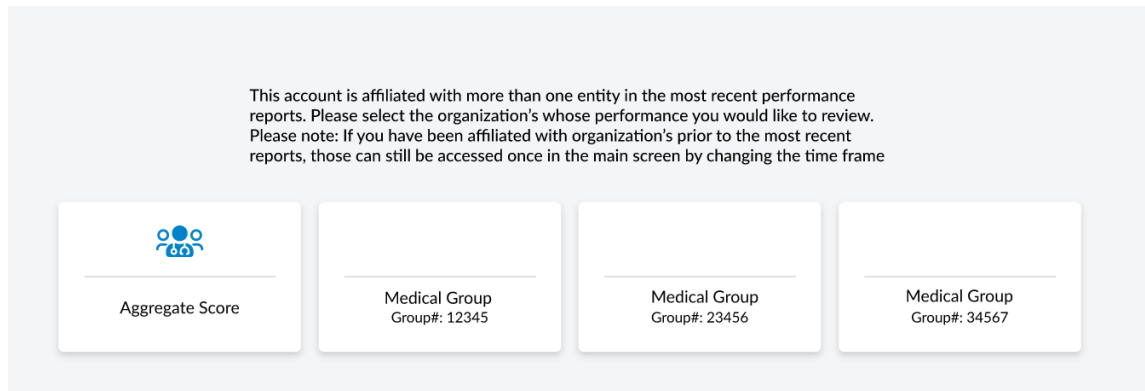 This account is affiliated with more than one entity in the most recent performance
reports. Please select the organization's whose performance you would like to review.
Please note: If you have been affiliated with organization's prior to the most recent
reports, those can still be accessed once in the main screen by changing the time frame
Aggregate Score
Medical Group
Group#: 12345
Medical Group
Group#: 23456
Medical Group
Group#: 34567